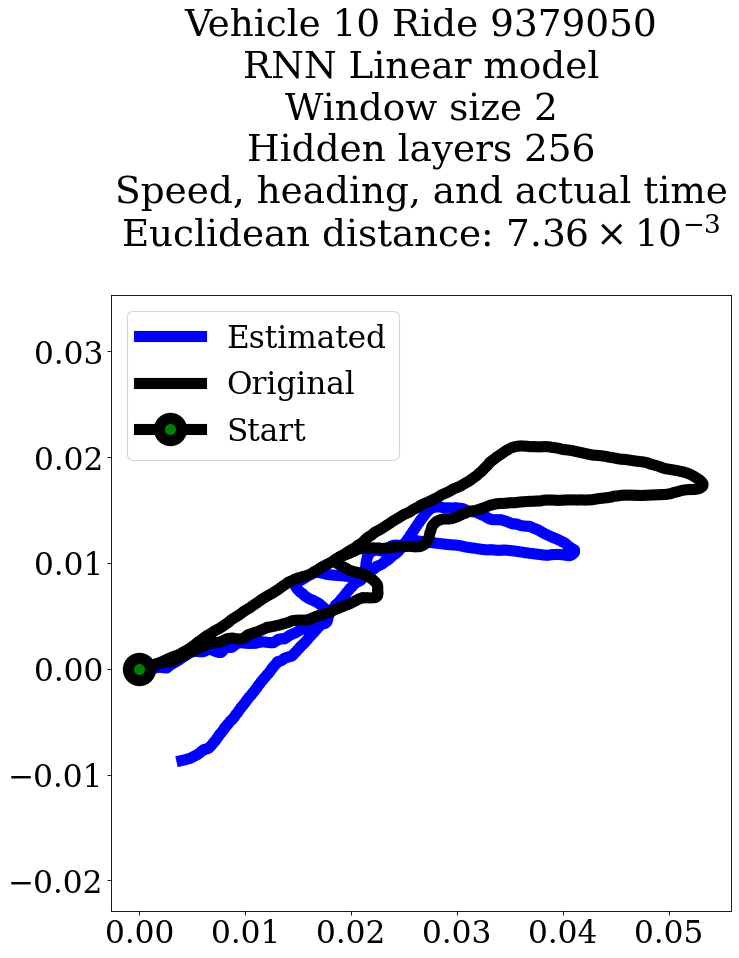 Vehicle 10 Ride 9379050
RNN Linear model
Window size 2
Hidden layers 256
Speed, heading, and actual time
Euclidean distance: 7.36 × 10⁻³
Estimated
Original
Start
0.03
0.02
0.01
0.00
−0.01
−0.02
0.00 0.01 0.02 0.03 0.04 0.05